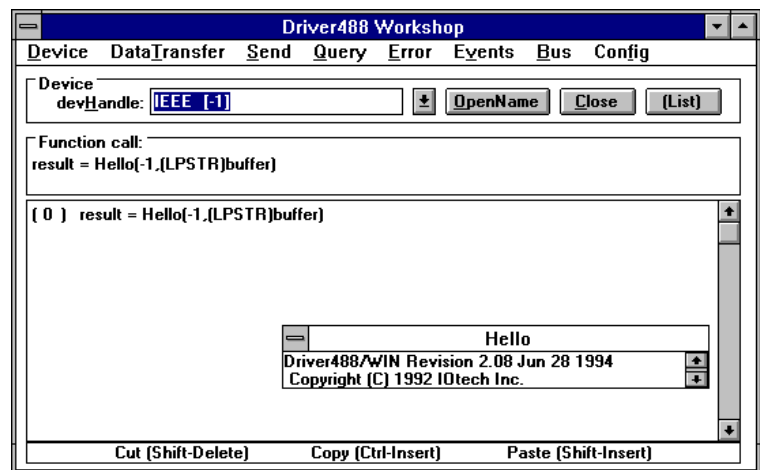 Driver488 Workshop
Device DataTransfer Send Query Error Events Bus Config
Device
devHandle: IEEE [-1] OpenName Close (List)
Function call:
result = Hello(-1,(LPSTR)buffer)
( 0 ) result = Hello(-1,(LPSTR)buffer)
Hello
Driver488/WIN Revision 2.08 Jun 28 1994
Copyright (C) 1992 IOtech Inc.
Cut (Shift-Delete) Copy (Ctrl-Insert) Paste (Shift-Insert)